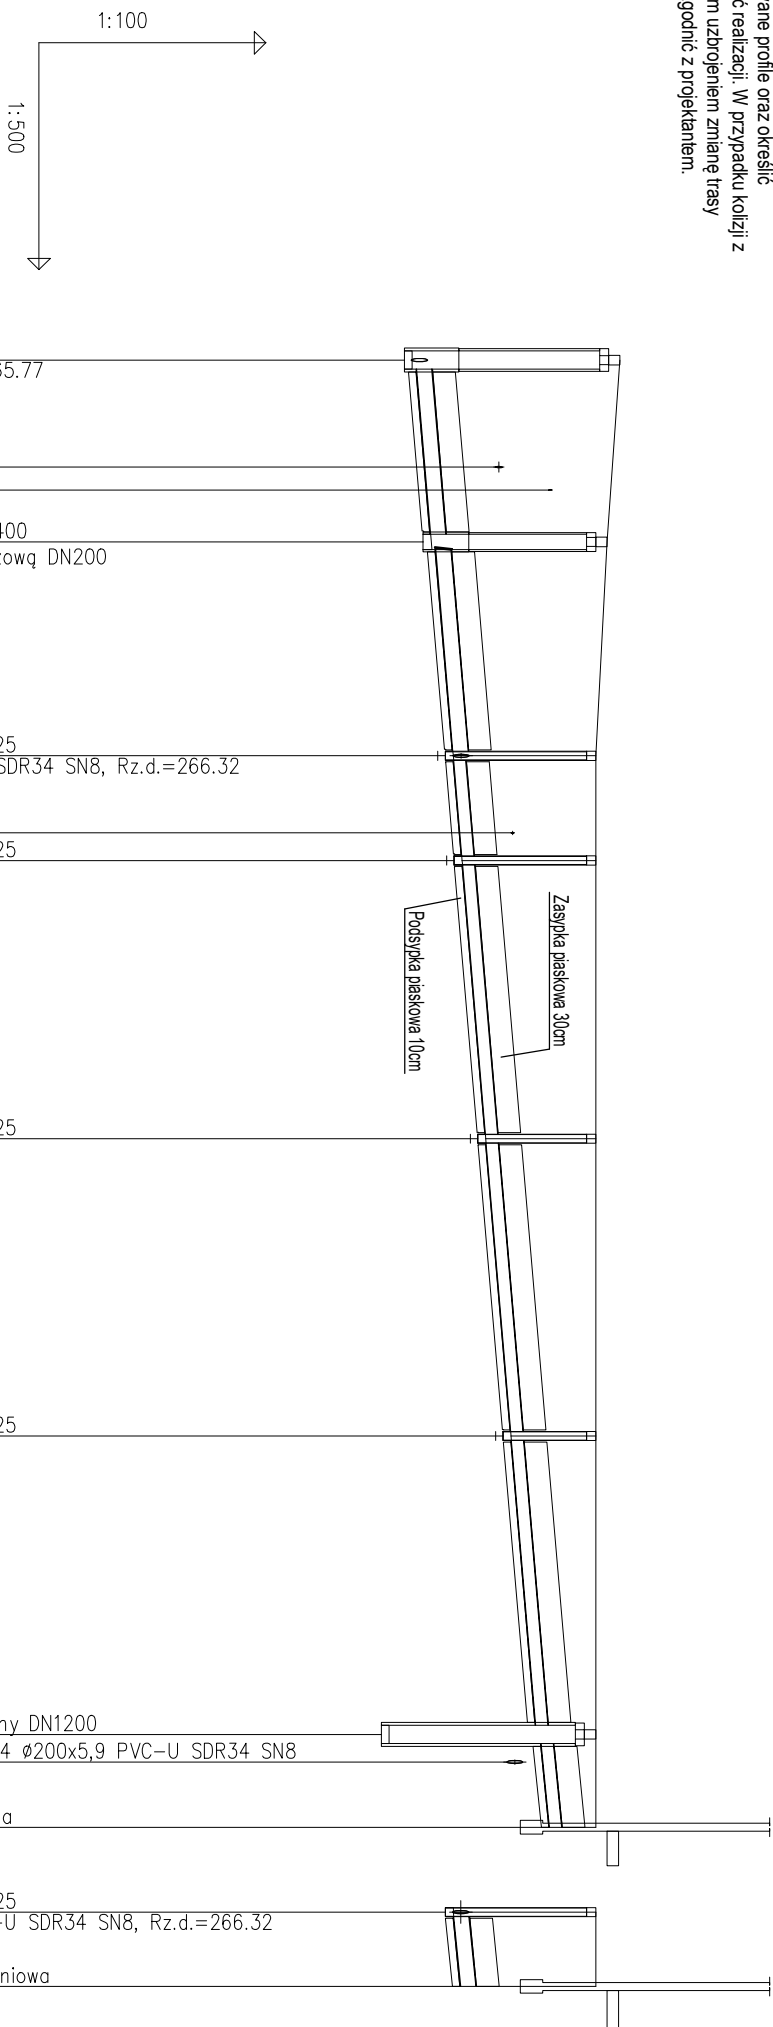 1:100
1:500
ane profile oraz określić
ć realizacji. W przypadku kolizji z
m uzbrojeniem zmianę trasy
godnić z projektantem.
65.77
400
ową DN200
25
SDR34 SN8, Rz.d.=266.32
25
Podsypka piaskowa 10cm
Zasypka piaskowa 30cm
25
25
ny DN1200
4 ø200x5,9 PVC-U SDR34 SN8
a
25
-U SDR34 SN8, Rz.d.=266.32
niowa